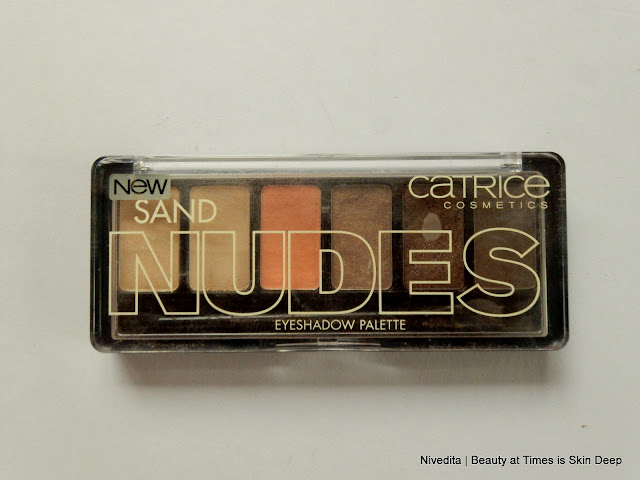 NEW
CATRICE
COSMETICS
SAND
NUDES
EYESHADOW PALETTE
Nivedita | Beauty at Times is Skin Deep